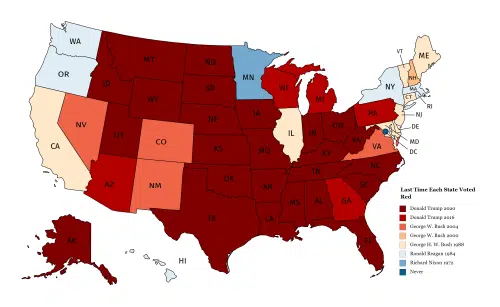 WA
OR
CA
NV
ID
MT
WY
UT
CO
AZ
NM
ND
SD
NE
KS
OK
TX
MN
IA
MO
AR
LA
WI
IL
MI
IN
OH
KY
TN
MS
AL
GA
FL
SC
NC
VA
WV
PA
NY
VT
NH
ME
MA
CT
RI
NJ
DE
MD
DC
AK
HI
Last Time Each State Voted
Red
Donald Trump 2020
Donald Trump 2016
George W. Bush 2004
George W. Bush 2000
George H. W. Bush 1988
Ronald Reagan 1984
Richard Nixon 1972
Never